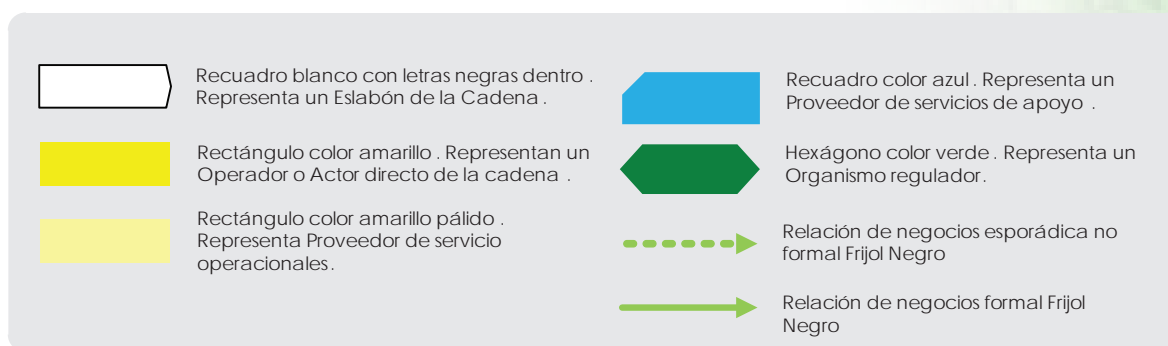 Recuadro blanco con letras negras dentro .
Representa un Eslabón de la Cadena .
Rectángulo color amarillo . Representan un
Operador o Actor directo de la cadena .
Rectángulo color amarillo pálido .
Representa Proveedor de servicio
operacionales.
Recuadro color azul . Representa un
Proveedor de servicios de apoyo .
Hexágono color verde . Representa un
Organismo regulador.
Relación de negocios esporádica no
formal Frijol Negro
Relación de negocios formal Frijol
Negro